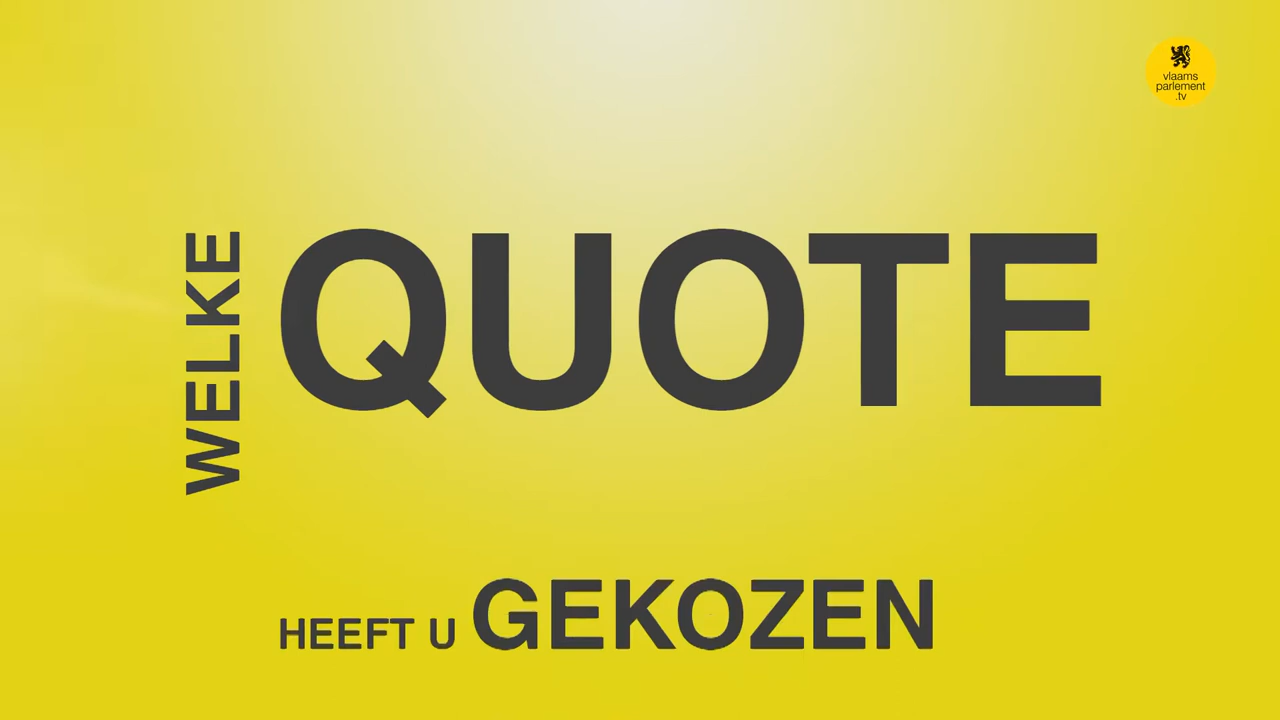 WELKE
QUOTE
HEEFT U GEKOZEN
vlaams
parlement
.tv